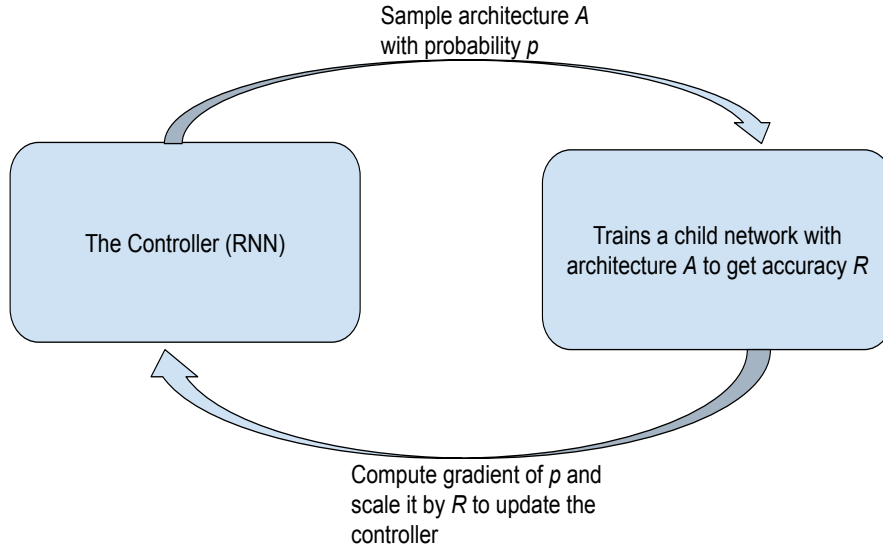 Sample architecture A
with probability p
The Controller (RNN)
Trains a child network with
architecture A to get accuracy R
Compute gradient of p and
scale it by R to update the
controller